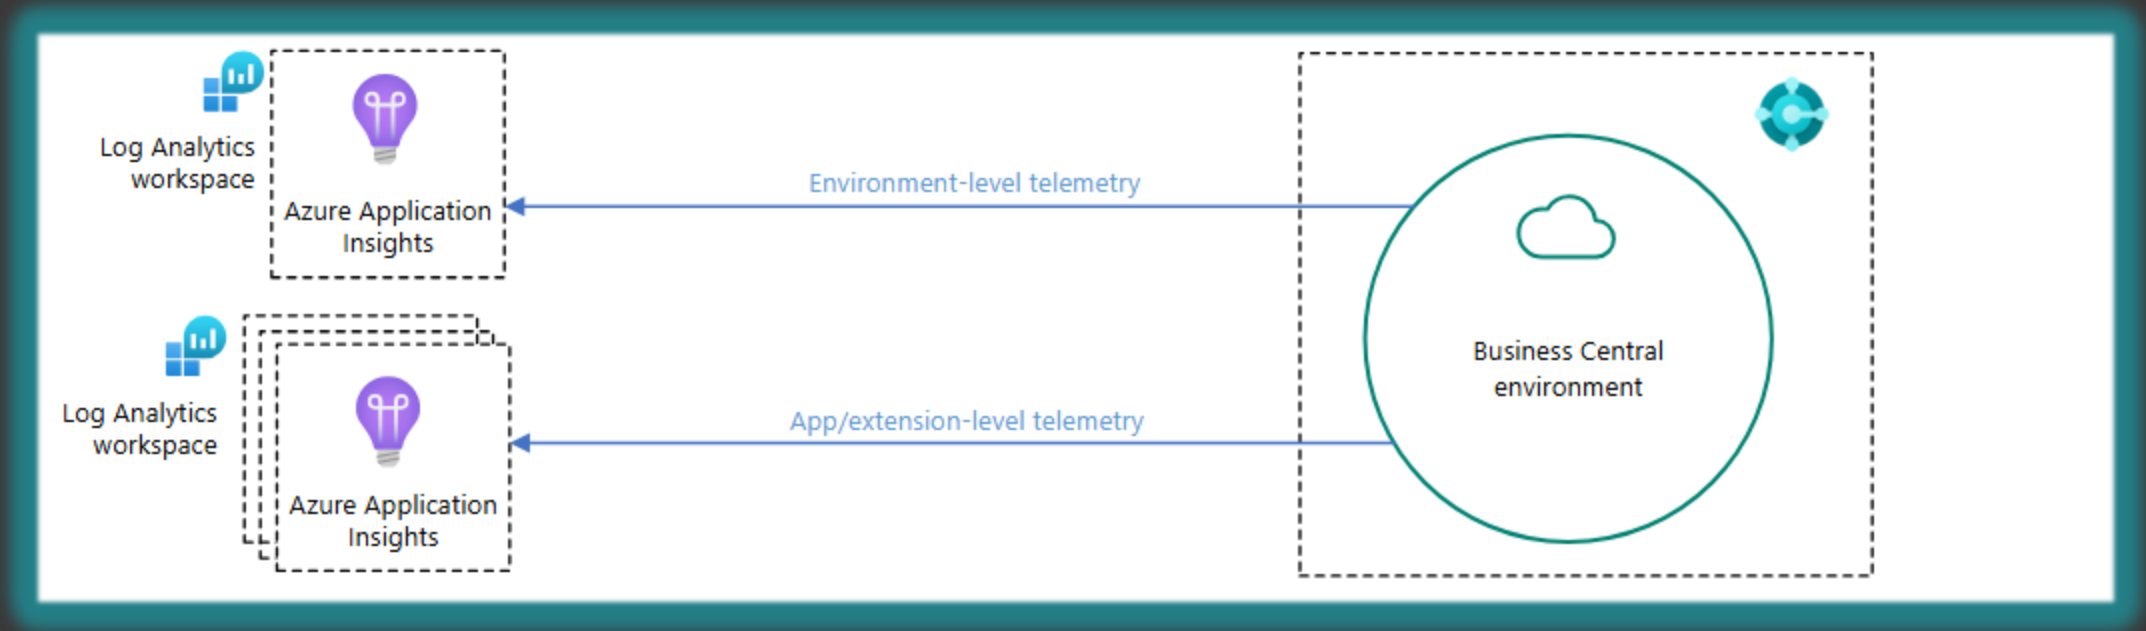 Log Analytics
workspace
Azure Application
Insights
Environment-level telemetry
Business Central
environment
Log Analytics
workspace
App/extension-level telemetry
Azure Application
Insights